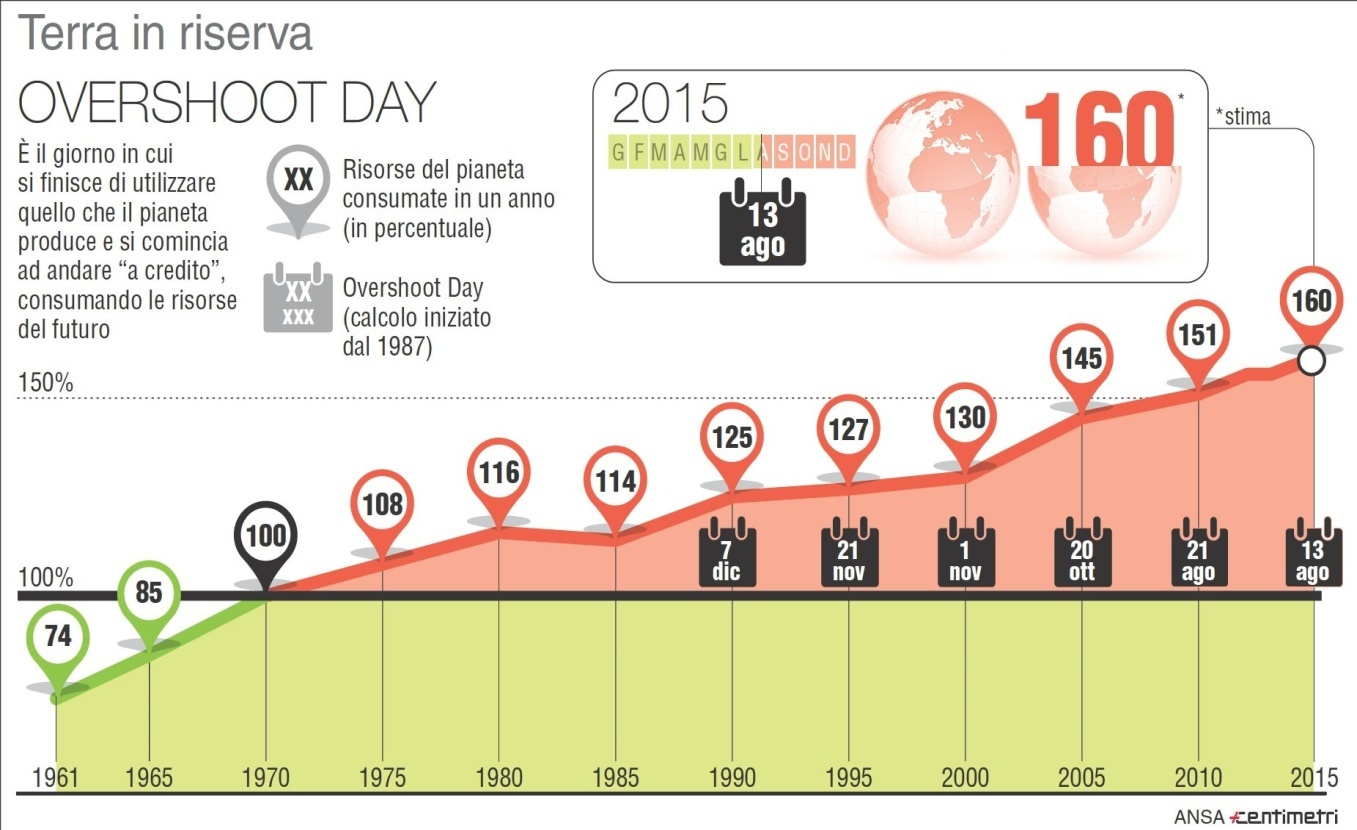 Terra in riserva
OVERSHOOT DAY
È il giorno in cui
si finisce di utilizzare
quello che il pianeta
produce e si comincia
ad andare “a credito”,
consumando le risorse
del futuro
XX
Risorse del pianeta
consumate in un anno
(in percentuale)
XX
XXX
Overshoot Day
(calcolo iniziato
dal 1987)
2015
G F M A M G L A S O N D
13
ago
160*
*stima
150%
100%
74
85
100
108
116
114
125
127
130
145
151
160
7
dic
21
nov
1
nov
20
ott
21
ago
13
ago
1961 1965 1970 1975 1980 1985 1990 1995 2000 2005 2010 2015
ANSA centimetri